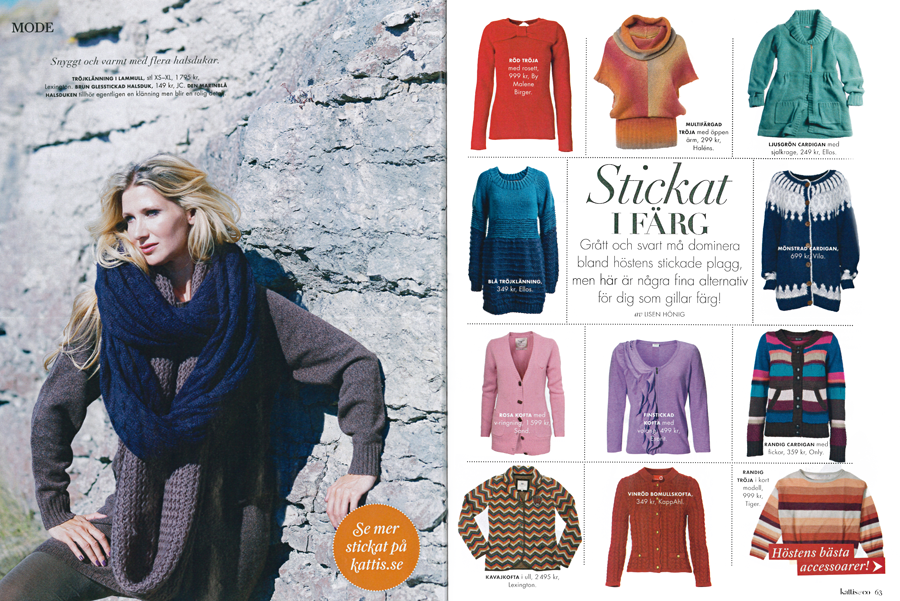 MODE
Snyggt och varmt med flera halsdukar.
TRÖJKLÄNNING I LAMMULL, stl XS–XL, 1 795 kr,
Lexington. BRUN GLESSTICKAD HALSDUK, 149 kr, JC. DEN MARINBLÅ
HALSDUKEN tillhör egentligen en klänning men blir en rolig
Se mer
stickat på
kattis.se
RÖD TRÖJA
med rosett,
999 kr, By
Malene
Birger.
MULTIFÄRGAD
TRÖJA med öppen
ärm, 299 kr,
Haléns.
LJUSGRÖN CARDIGAN med
sjalkrage, 249 kr, Ellos.
BLÅ TRÖJKLÄNNING,
349 kr, Ellos.
Stickat
I FÄRG
Grått och svart må dominera
bland höstens stickade plagg,
men här är några fina alternativ
för dig som gillar färg!
av LISEN HÖNIG
MÖNSTRAD CARDIGAN,
699 kr, Vila.
ROSA KOFTA med
v-ringning, 1 599 kr,
Sand.
FINSTICKAD
KOFTA med
499 kr,
RANDIG CARDIGAN med
fickor, 359 kr, Only.
KAVAJKOFTA i ull, 2 495 kr,
Lexington.
VINRÖD BOMULLSKOFTA,
349 kr, KappAhl.
RANDIG
TRÖJA i kort
modell,
999 kr,
Tiger.
Höstens bästa
accessoarer!
kattis&co 63